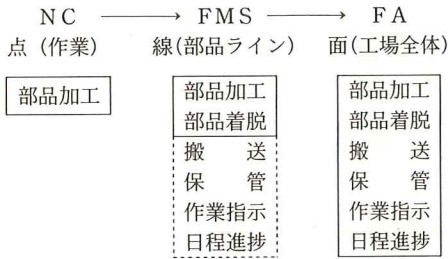 NC → FMS → FA
点（作業） 線(部品ライン) 面(工場全体)
部品加工 部品加工 部品加工
部品着脱 部品着脱
搬送 搬送
保管 保管
作業指示 作業指示
日程進捗 日程進捗